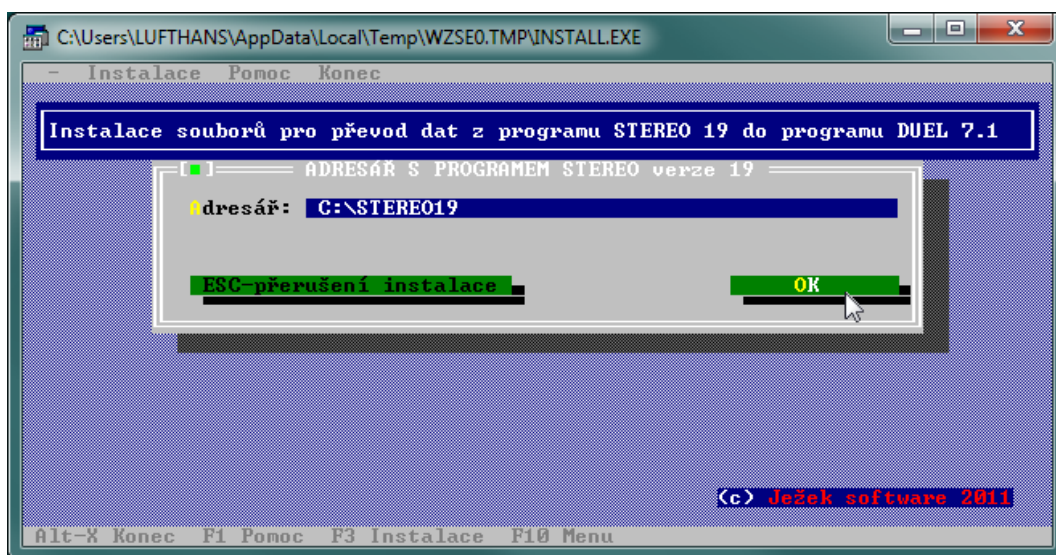 C:\Users\LUFTHANS\AppData\Local\Temp\WZSE0.TMP\INSTALL.EXE
- Instalace Pomoc Konec
Instalace souborů pro převod dat z programu STEREO 19 do programu DUEL 7.1
ADRESÁŘ S PROGRAMEM STEREO verze 19
Adresář: C:\STEREO19
ESC-přerušení instalace OK
(c) Ježek software 2011
Alt-X Konec F1 Pomoc F3 Instalace F10 Menu